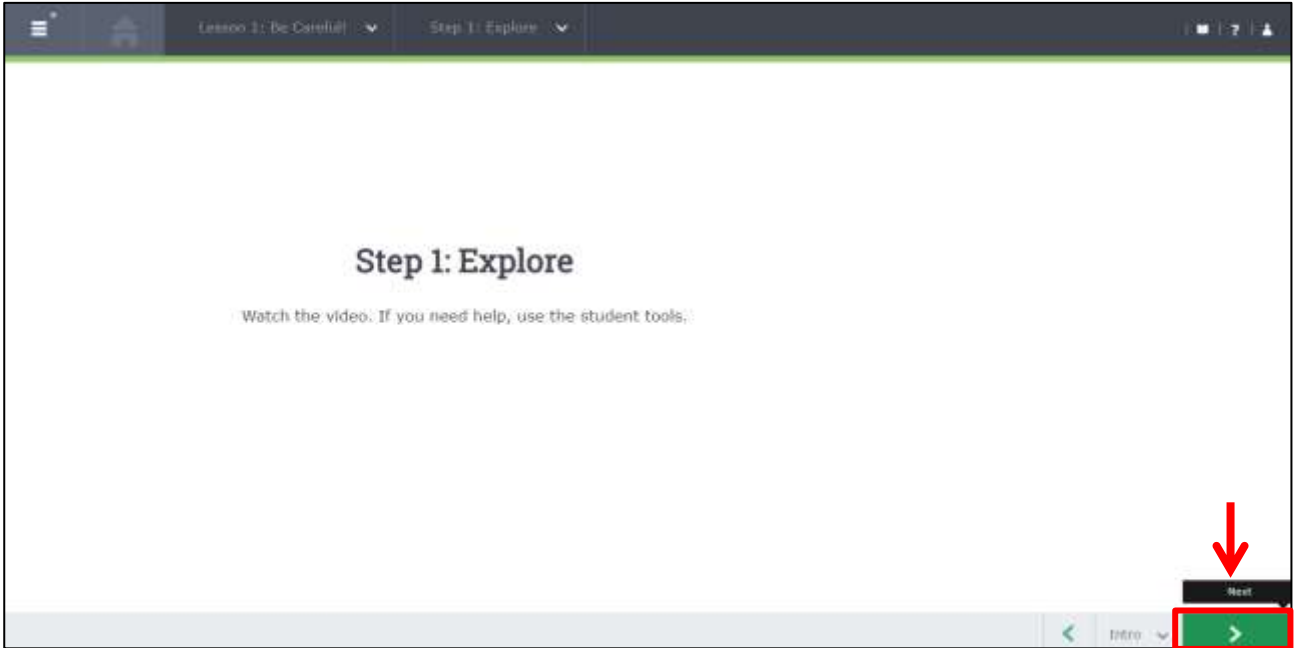 Lesson 1: Be Careful!
Step 1: Explore
?
Step 1: Explore
Watch the video. If you need help, use the student tools.
Next
Intro